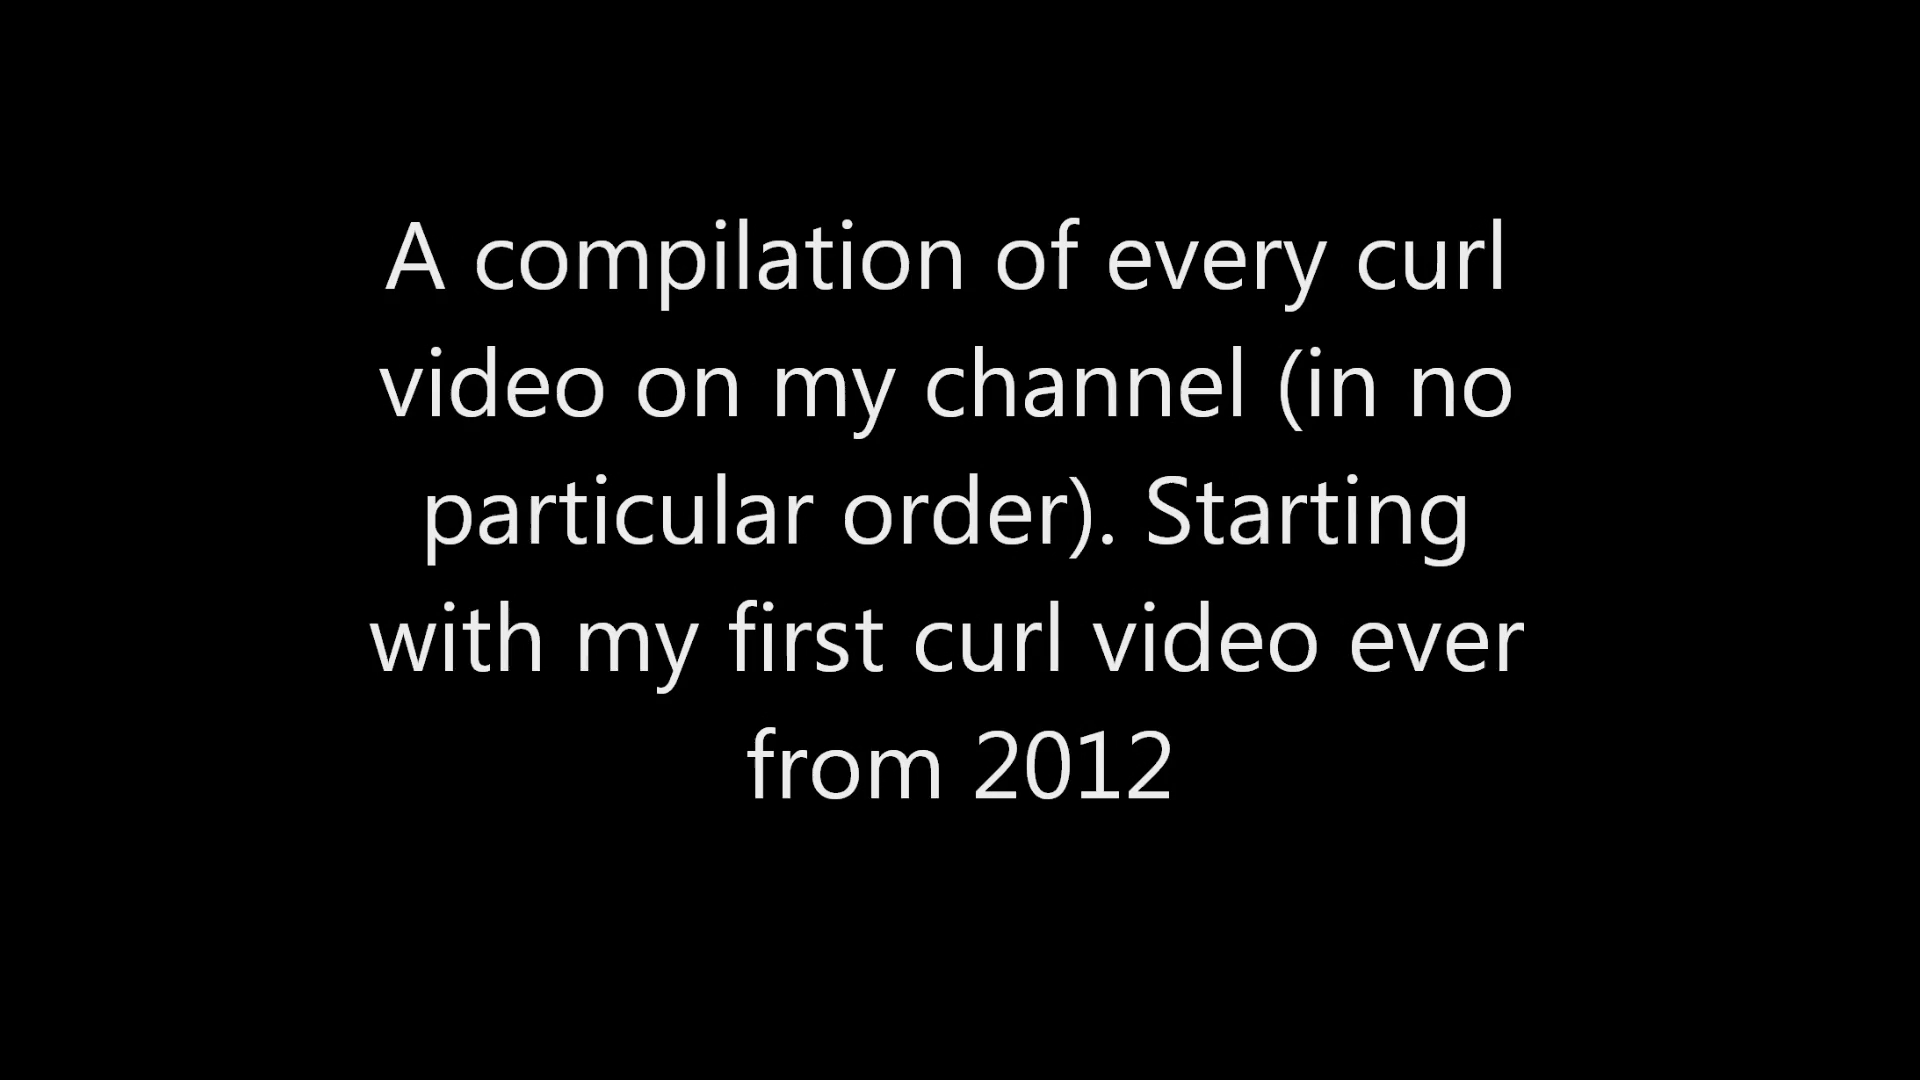 A compilation of every curl
video on my channel (in no
particular order). Starting
with my first curl video ever
from 2012